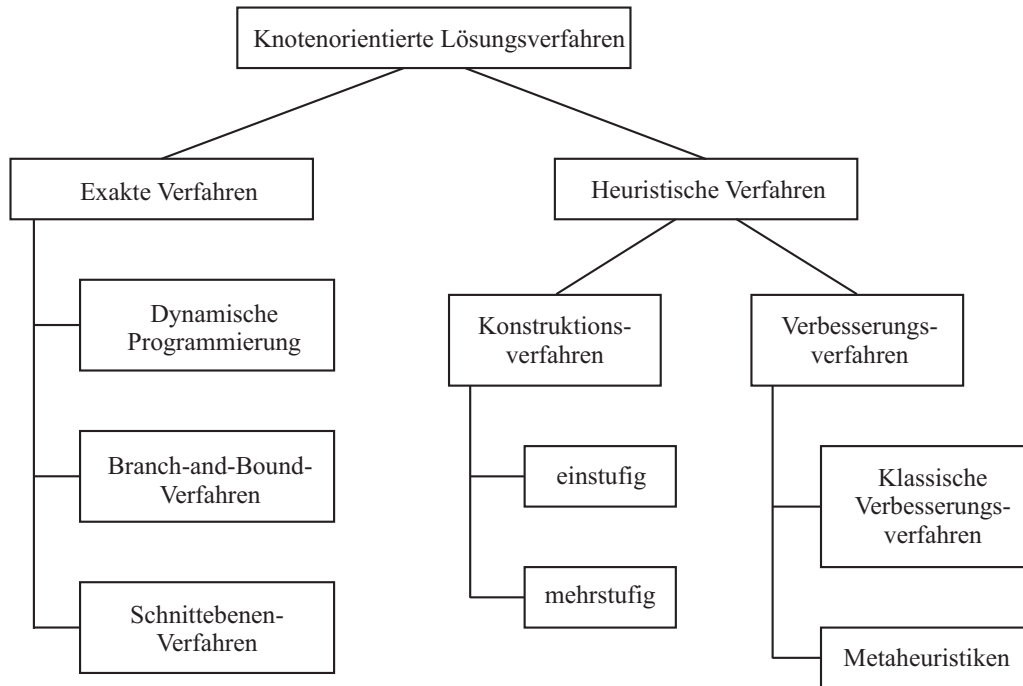 Knotenorientierte Lösungsverfahren
Exakte Verfahren
Heuristische Verfahren
Dynamische
Programmierung
Branch-and-Bound-
Verfahren
Schnittebenen-
Verfahren
Konstruktions-
verfahren
einstufig
mehrstufig
Verbesserungs-
verfahren
Klassische
Verbesserungs-
verfahren
Metaheuristiken